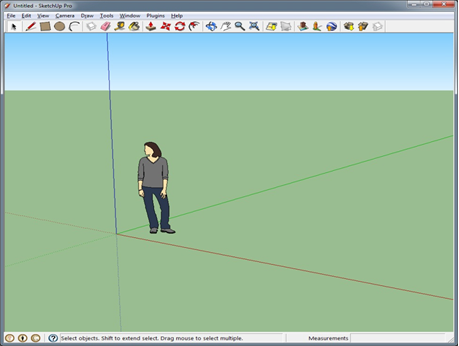 Untitled - SketchUp Pro
File Edit View Camera Draw Tools Window Plugins Help
Select objects. Shift to extend select. Drag mouse to select multiple. Measurements